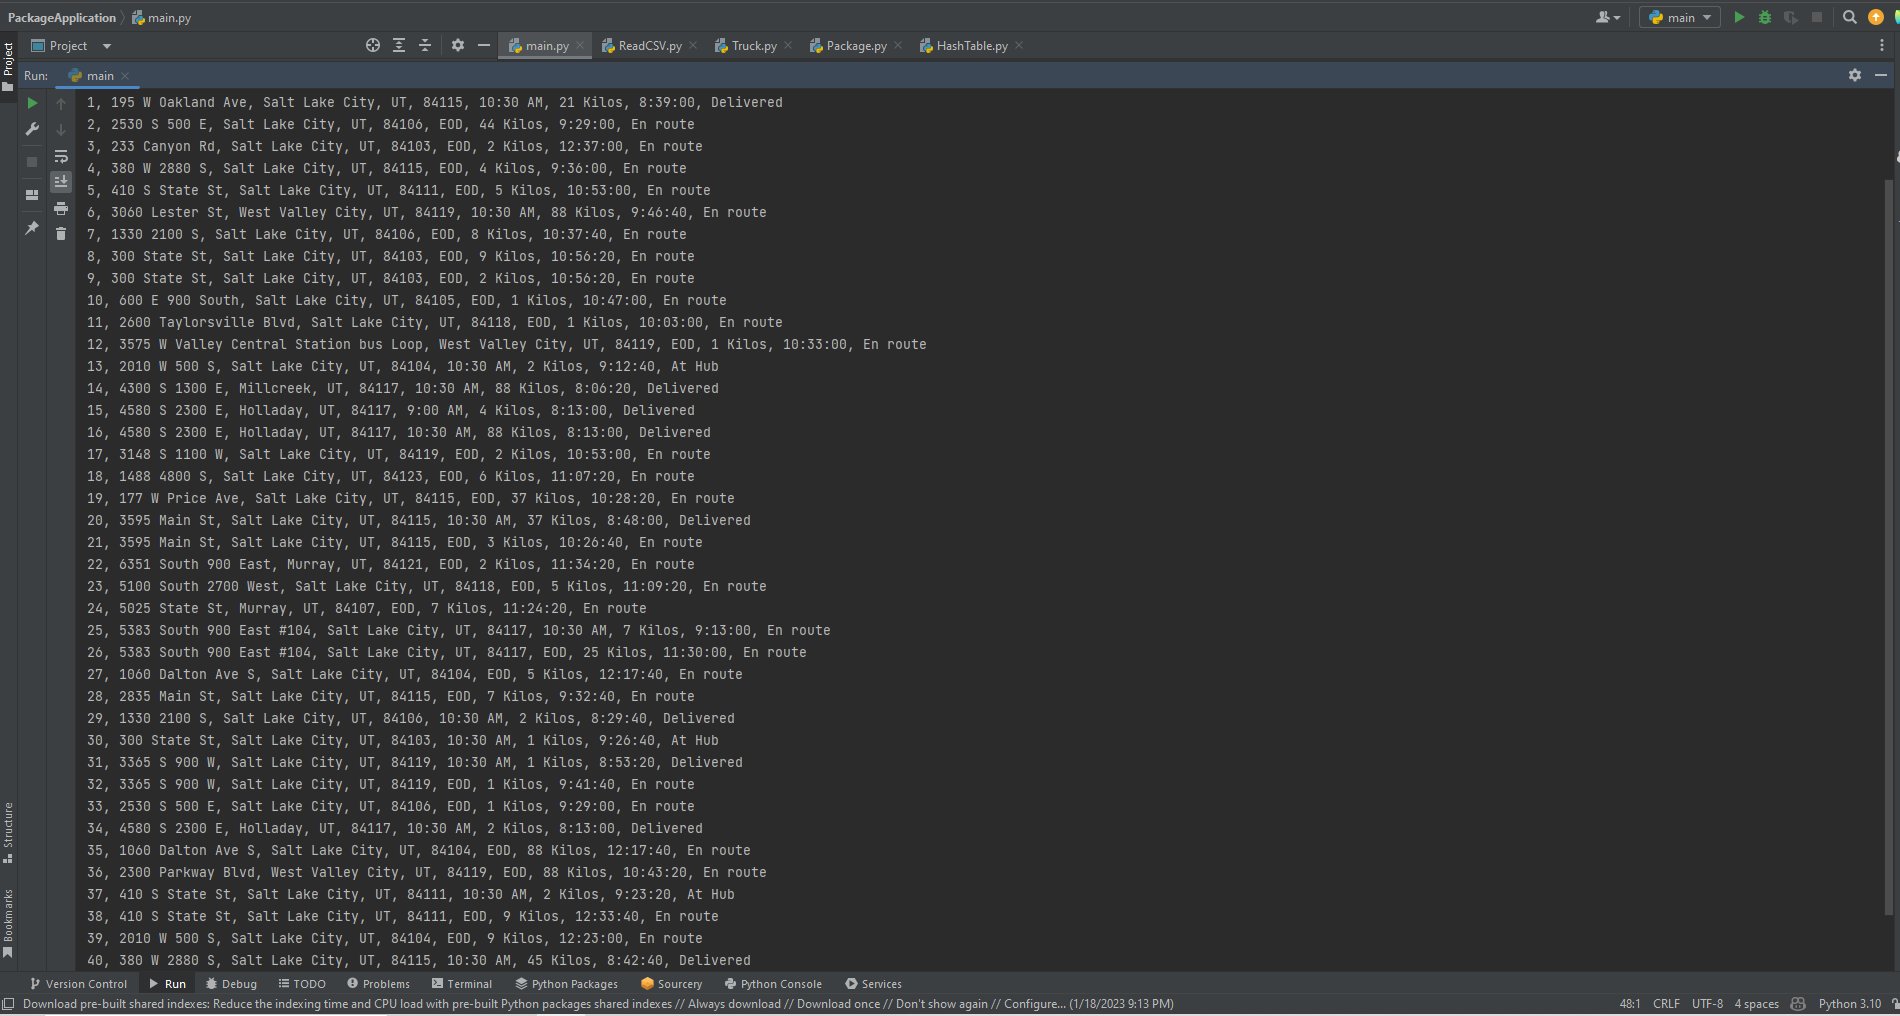 PackageApplication main.py
main
Project main.py ReadCSV.py Truck.py Package.py HashTable.py
Project
Run: main
1, 195 W Oakland Ave, Salt Lake City, UT, 84115, 10:30 AM, 21 Kilos, 8:39:00, Delivered
2, 2530 S 500 E, Salt Lake City, UT, 84106, EOD, 44 Kilos, 9:29:00, En route
3, 233 Canyon Rd, Salt Lake City, UT, 84103, EOD, 2 Kilos, 12:37:00, En route
4, 380 W 2880 S, Salt Lake City, UT, 84115, EOD, 4 Kilos, 9:36:00, En route
5, 410 S State St, Salt Lake City, UT, 84111, EOD, 5 Kilos, 10:53:00, En route
6, 3060 Lester St, West Valley City, UT, 84119, 10:30 AM, 88 Kilos, 9:46:40, En route
7, 1330 2100 S, Salt Lake City, UT, 84106, EOD, 8 Kilos, 10:37:40, En route
8, 300 State St, Salt Lake City, UT, 84103, EOD, 9 Kilos, 10:56:20, En route
9, 300 State St, Salt Lake City, UT, 84103, EOD, 2 Kilos, 10:56:20, En route
10, 600 E 900 South, Salt Lake City, UT, 84105, EOD, 1 Kilos, 10:47:00, En route
11, 2600 Taylorsville Blvd, Salt Lake City, UT, 84118, EOD, 1 Kilos, 10:03:00, En route
12, 3575 W Valley Central Station bus Loop, West Valley City, UT, 84119, EOD, 1 Kilos, 10:33:00, En route
13, 2010 W 500 S, Salt Lake City, UT, 84104, 10:30 AM, 2 Kilos, 9:12:40, At Hub
14, 4300 S 1300 E, Millcreek, UT, 84117, 10:30 AM, 88 Kilos, 8:06:20, Delivered
15, 4580 S 2300 E, Holladay, UT, 84117, 9:00 AM, 4 Kilos, 8:13:00, Delivered
16, 4580 S 2300 E, Holladay, UT, 84117, 10:30 AM, 88 Kilos, 8:13:00, Delivered
17, 3148 S 1100 W, Salt Lake City, UT, 84119, EOD, 2 Kilos, 10:53:00, En route
18, 1488 4800 S, Salt Lake City, UT, 84123, EOD, 6 Kilos, 11:07:20, En route
19, 177 W Price Ave, Salt Lake City, UT, 84115, EOD, 37 Kilos, 10:28:20, En route
20, 3595 Main St, Salt Lake City, UT, 84115, 10:30 AM, 37 Kilos, 8:48:00, Delivered
21, 3595 Main St, Salt Lake City, UT, 84115, EOD, 3 Kilos, 10:26:40, En route
22, 6351 South 900 East, Murray, UT, 84121, EOD, 2 Kilos, 11:34:20, En route
23, 5100 South 2700 West, Salt Lake City, UT, 84118, EOD, 5 Kilos, 11:09:20, En route
24, 5025 State St, Murray, UT, 84107, EOD, 7 Kilos, 11:24:20, En route
25, 5383 South 900 East #104, Salt Lake City, UT, 84117, 10:30 AM, 7 Kilos, 9:13:00, En route
26, 5383 South 900 East #104, Salt Lake City, UT, 84117, EOD, 25 Kilos, 11:30:00, En route
27, 1060 Dalton Ave S, Salt Lake City, UT, 84104, EOD, 5 Kilos, 12:17:40, En route
28, 2835 Main St, Salt Lake City, UT, 84115, EOD, 7 Kilos, 9:32:40, En route
29, 1330 2100 S, Salt Lake City, UT, 84106, 10:30 AM, 2 Kilos, 8:29:40, Delivered
30, 300 State St, Salt Lake City, UT, 84103, 10:30 AM, 1 Kilos, 9:26:40, At Hub
31, 3365 S 900 W, Salt Lake City, UT, 84119, 10:30 AM, 1 Kilos, 8:53:20, Delivered
32, 3365 S 900 W, Salt Lake City, UT, 84119, EOD, 1 Kilos, 9:41:40, En route
33, 2530 S 500 E, Salt Lake City, UT, 84106, EOD, 1 Kilos, 9:29:00, En route
34, 4580 S 2300 E, Holladay, UT, 84117, 10:30 AM, 2 Kilos, 8:13:00, Delivered
35, 1060 Dalton Ave S, Salt Lake City, UT, 84104, EOD, 88 Kilos, 12:17:40, En route
36, 2300 Parkway Blvd, West Valley City, UT, 84119, EOD, 88 Kilos, 10:43:20, En route
37, 410 S State St, Salt Lake City, UT, 84111, 10:30 AM, 2 Kilos, 9:23:20, At Hub
38, 410 S State St, Salt Lake City, UT, 84111, EOD, 9 Kilos, 12:33:40, En route
39, 2010 W 500 S, Salt Lake City, UT, 84104, EOD, 9 Kilos, 12:23:00, En route
40, 380 W 2880 S, Salt Lake City, UT, 84115, 10:30 AM, 45 Kilos, 8:42:40, Delivered
Structure
Bookmarks
Version Control Run Debug TODO Problems Terminal Python Packages Sourcery Python Console Services
Download pre-built shared indexes: Reduce the indexing time and CPU load with pre-built Python packages shared indexes // Always download // Download once // Don't show again // Configure... (1/18/2023 9:13 PM) 48:1 CRLF UTF-8 4 spaces Python 3.10